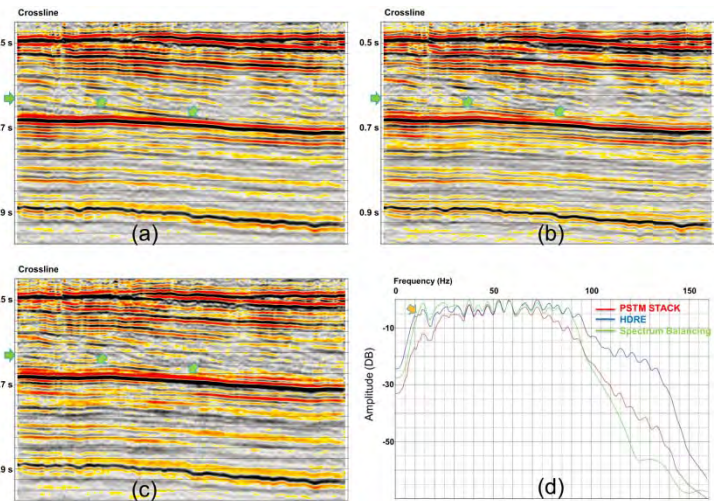 Crossline
.5 s
.7 s
.9 s
(a)
Crossline
0.5 s
0.7 s
0.9 s
(b)
Crossline
.5 s
.7 s
.9 s
(c)
Frequency (Hz)
0
50
100
150
PSTM STACK
HDRE
Spectrum Balancing
Amplitude (DB)
-10
-30
-50
(d)